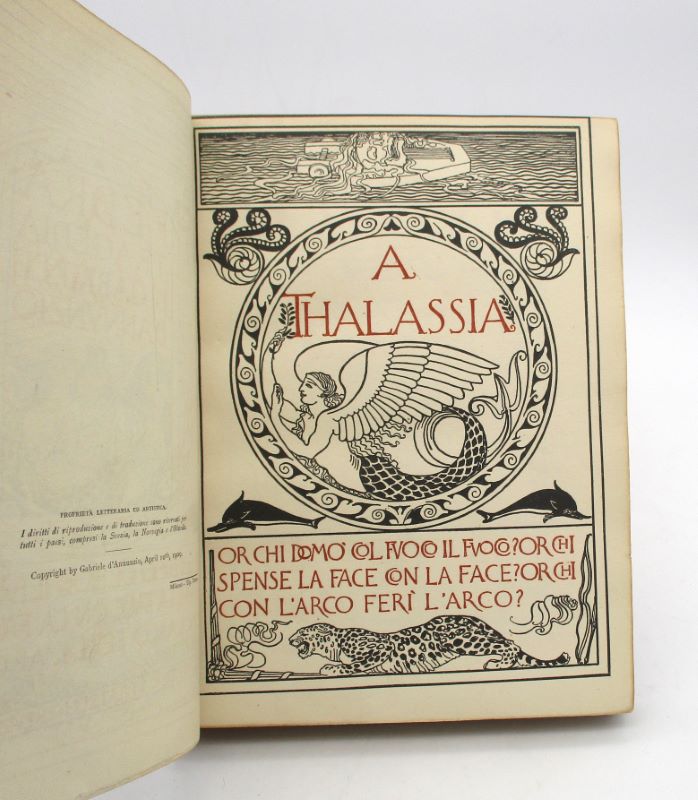 PROPRIETÀ LETTERARIA ED ARTISTICA.
I diritti di riproduzione e di traduzione sono riservati per
tutti i paesi, compresi la Svezia, la Norvegia e l'Olanda.
Copyright by Gabriele d'Annunzio, April 1909.
A
THALASSIA
OR CHI DOMÒ COL FUOCO IL FUOCO? OR CHI
SPENSE LA FACE CON LA FACE? OR CHI
CON L'ARCO FERÌ L'ARCO?